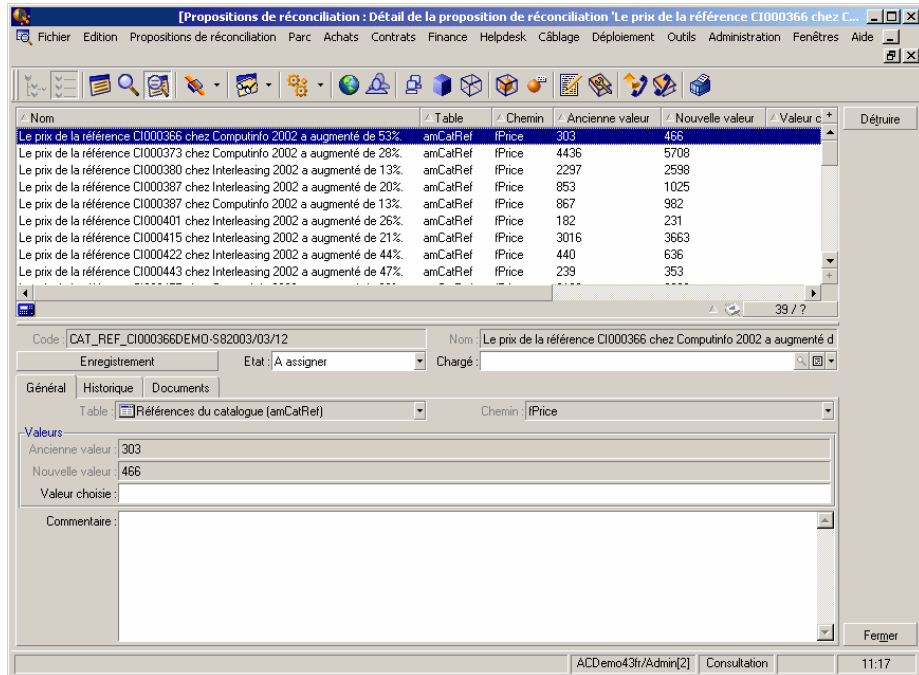 [Propositions de réconciliation : Détail de la proposition de réconciliation 'Le prix de la référence CI000366 chez C...
Fichier Edition Propositions de réconciliation Parc Achats Contrats Finance Helpdesk Câblage Déploiement Outils Administration Fenêtres Aide
Nom Table Chemin Ancienne valeur Nouvelle valeur Valeur c
Détruire
Le prix de la référence CI000366 chez Computinfo 2002 a augmenté de 53%. amCatRef fPrice 303 466
Le prix de la référence CI000373 chez Computinfo 2002 a augmenté de 28%. amCatRef fPrice 4436 5708
Le prix de la référence CI000380 chez Interleasing 2002 a augmenté de 13%. amCatRef fPrice 2297 2598
Le prix de la référence CI000387 chez Interleasing 2002 a augmenté de 20%. amCatRef fPrice 853 1025
Le prix de la référence CI000387 chez Computinfo 2002 a augmenté de 13%. amCatRef fPrice 867 982
Le prix de la référence CI000401 chez Interleasing 2002 a augmenté de 26%. amCatRef fPrice 182 231
Le prix de la référence CI000415 chez Interleasing 2002 a augmenté de 21%. amCatRef fPrice 3016 3663
Le prix de la référence CI000422 chez Interleasing 2002 a augmenté de 44%. amCatRef fPrice 440 636
Le prix de la référence CI000443 chez Interleasing 2002 a augmenté de 47%. amCatRef fPrice 239 353
39 / ?
Code : CAT_REF_CI000366DEMO-S82003/03/12 Nom : Le prix de la référence CI000366 chez Computinfo 2002 a augmenté d
Enregistrement Etat : A assigner Chargé :
Général Historique Documents
Table : Références du catalogue (amCatRef) Chemin : fPrice
Valeurs
Ancienne valeur : 303
Nouvelle valeur : 466
Valeur choisie :
Commentaire :
Fermer
ACDemo43fr/Admin[2] Consultation 11:17